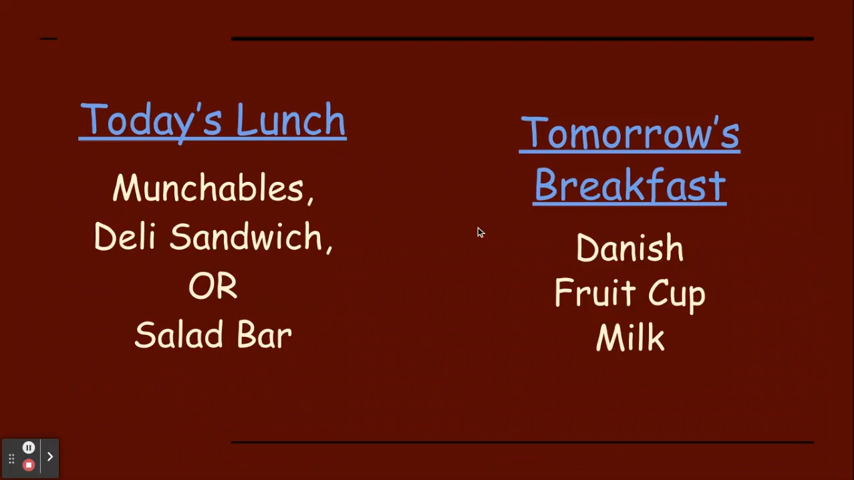 Today's Lunch
Munchables,
Deli Sandwich,
OR
Salad Bar
Tomorrow's
Breakfast
Danish
Fruit Cup
Milk